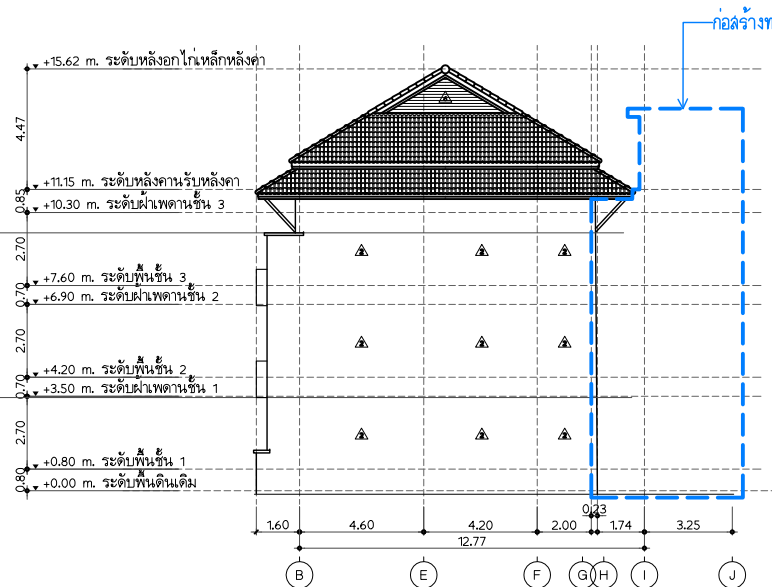 ก่อสร้างท
+15.62 m. ระดับหลังอกไก่เหล็กหลังคา
4.47
+11.15 m. ระดับหลังคานรับหลังคา
0.85
+10.30 m. ระดับฝ้าเพดานชั้น 3
2.70
+7.60 m. ระดับพื้นชั้น 3
0.70
+6.90 m. ระดับฝ้าเพดานชั้น 2
2.70
+4.20 m. ระดับพื้นชั้น 2
0.70
+3.50 m. ระดับฝ้าเพดานชั้น 1
2.70
+0.80 m. ระดับพื้นชั้น 1
0.80
+0.00 m. ระดับพื้นดินเดิม
0.23
1.60 4.60 4.20 2.00 1.74 3.25
12.77
B E F G H I J